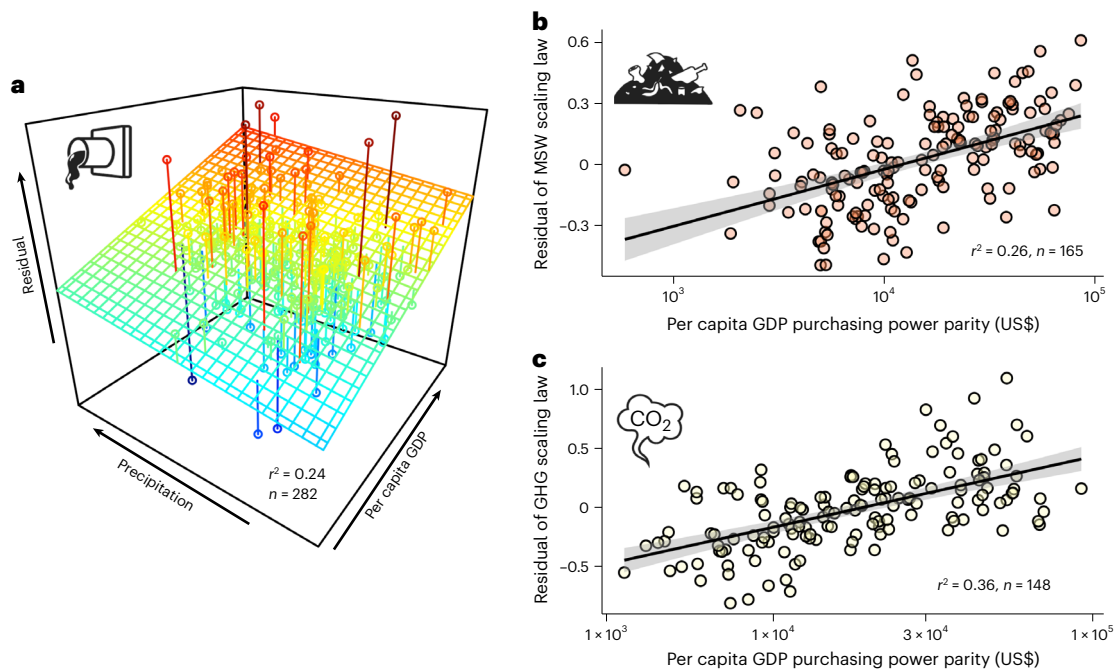 a
Residual
Precipitation
Per capita GDP
r² = 0.24
n = 282
b
Residual of MSW scaling law
0.6
0.3
0
−0.3
r² = 0.26, n = 165
10³
10⁴
10⁵
Per capita GDP purchasing power parity (US$)
c
Residual of GHG scaling law
1.0
0.5
0
−0.5
CO₂
r² = 0.36, n = 148
1 × 10³
1 × 10⁴
3 × 10⁴
1 × 10⁵
Per capita GDP purchasing power parity (US$)